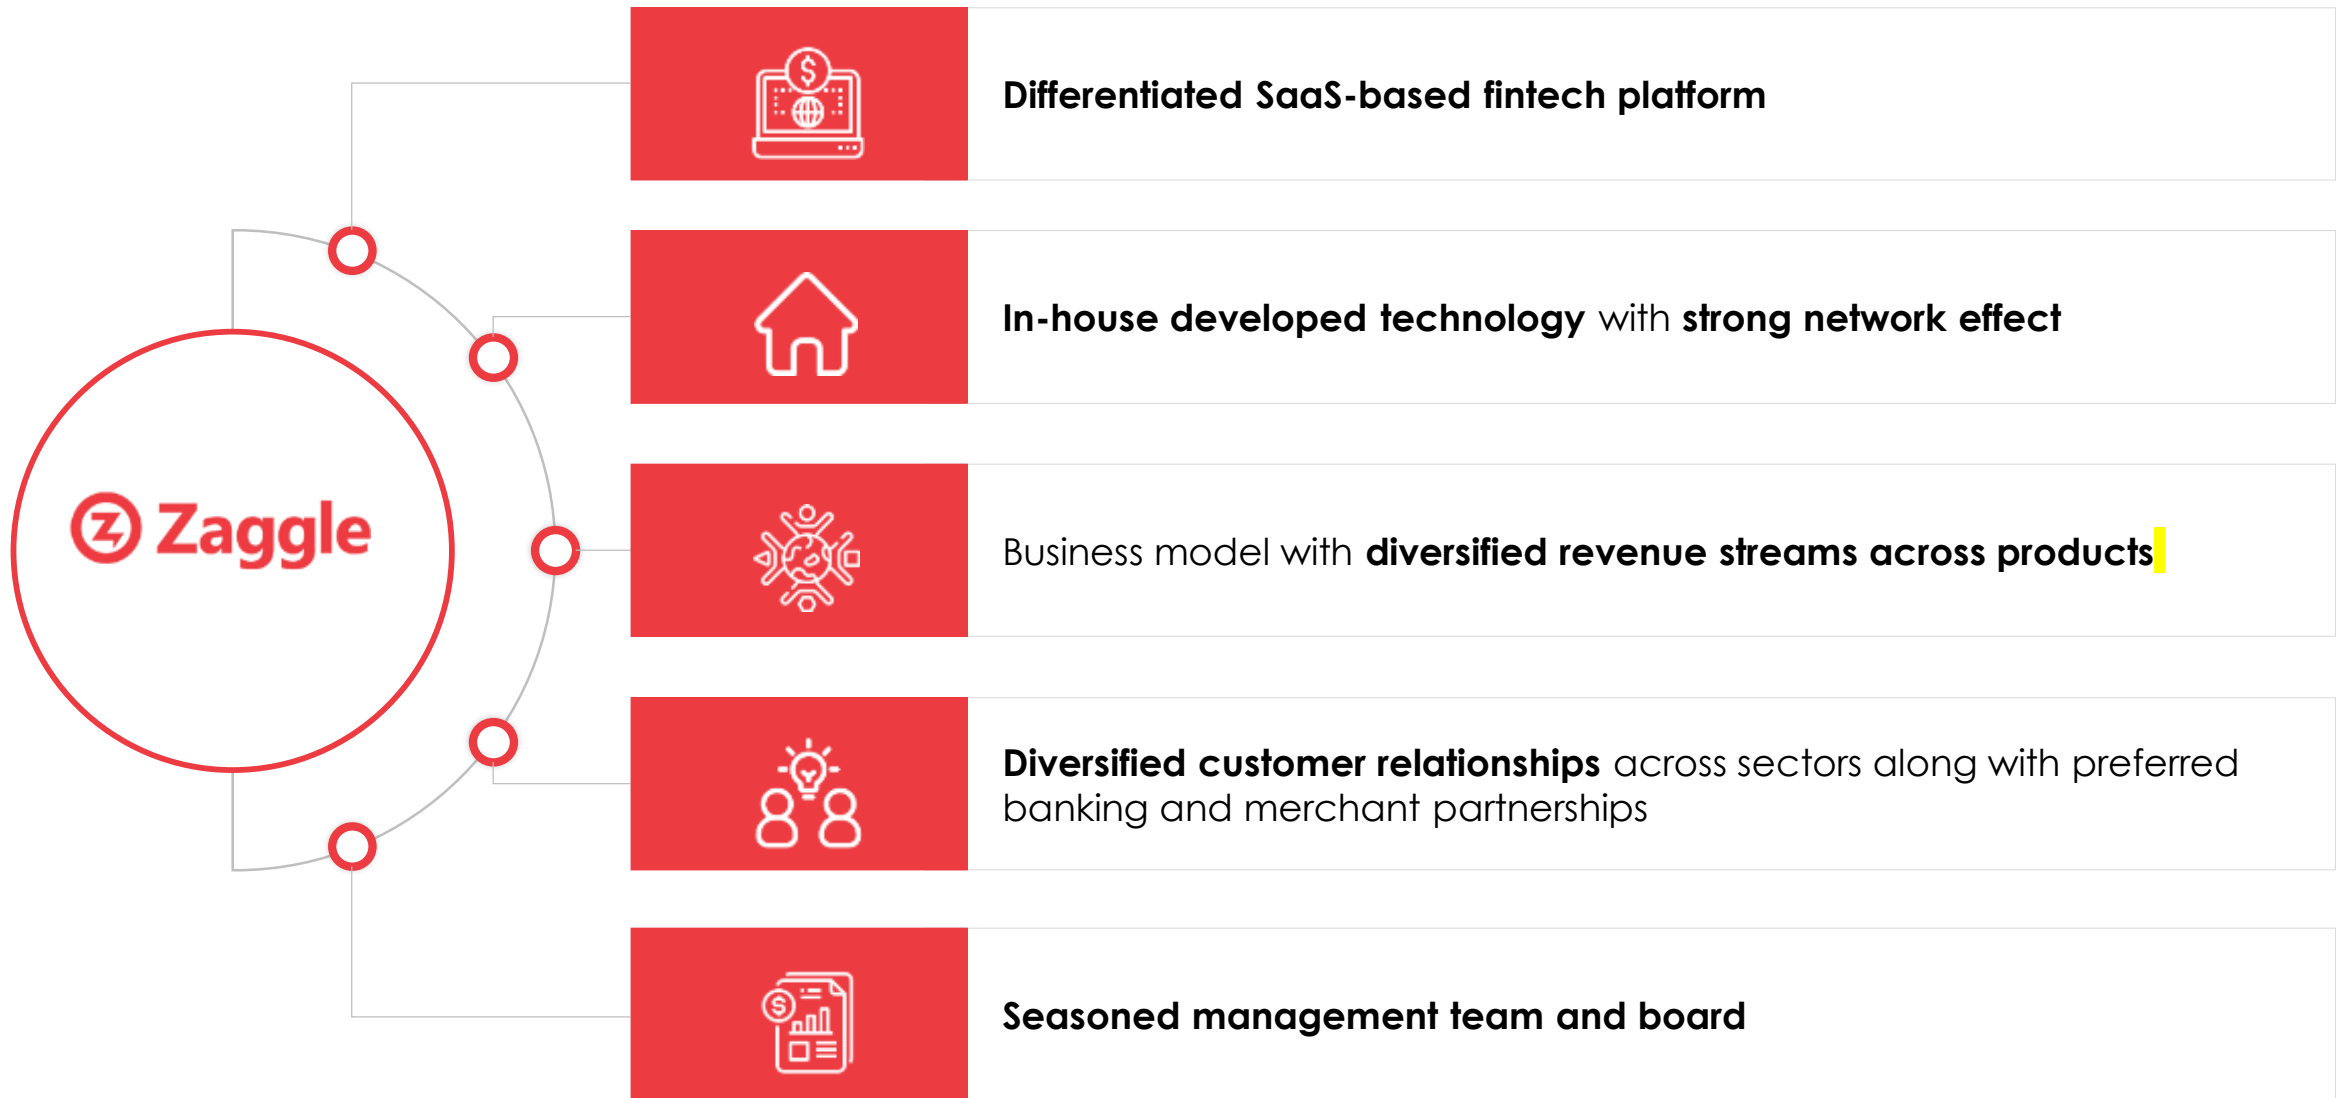 Differentiated SaaS-based fintech platform
In-house developed technology with strong network effect
Zaggle
Business model with diversified revenue streams across products
Diversified customer relationships across sectors along with preferred
banking and merchant partnerships
Seasoned management team and board